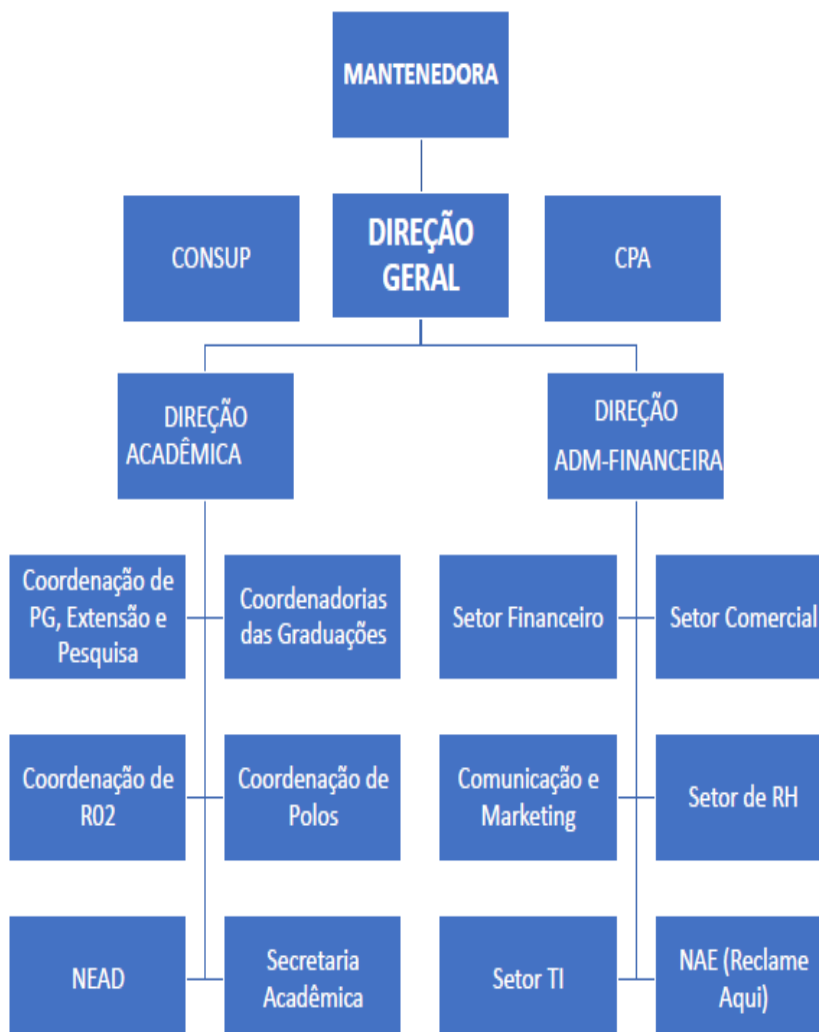 MANTENEDORA
CONSUP
DIREÇÃO
GERAL
CPA
DIREÇÃO
ACADÊMICA
DIREÇÃO
ADM-FINANCEIRA
Coordenação de
PG, Extensão e
Pesquisa
Coordenadorias
das Graduações
Setor Financeiro
Setor Comercial
Coordenação de
R02
Coordenação de
Polos
Comunicação e
Marketing
Setor de RH
NEAD
Secretaria
Acadêmica
Setor TI
NAE (Reclame
Aqui)